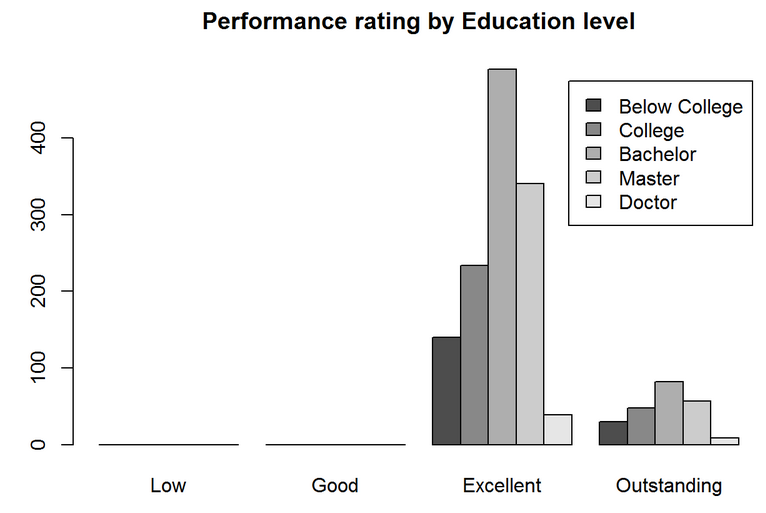 Performance rating by Education level
400
300
200
100
0
Below College
College
Bachelor
Master
Doctor
Low Good Excellent Outstanding